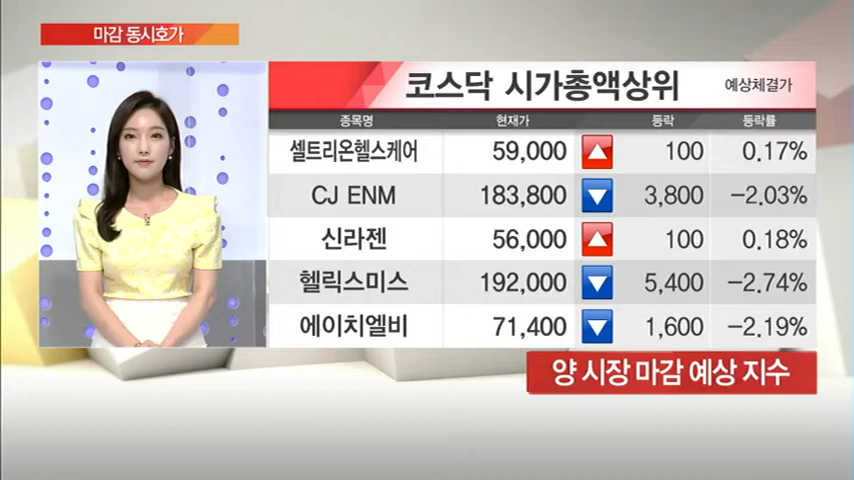 마감 동시호가
코스닥 시가총액상위 예상체결가
종목명 현재가 등락 등락률
셀트리온헬스케어 59,000 ▲ 100 0.17%
CJ ENM 183,800 ▼ 3,800 -2.03%
신라젠 56,000 ▲ 100 0.18%
헬릭스미스 192,000 ▼ 5,400 -2.74%
에이치엘비 71,400 ▼ 1,600 -2.19%
양 시장 마감 예상 지수